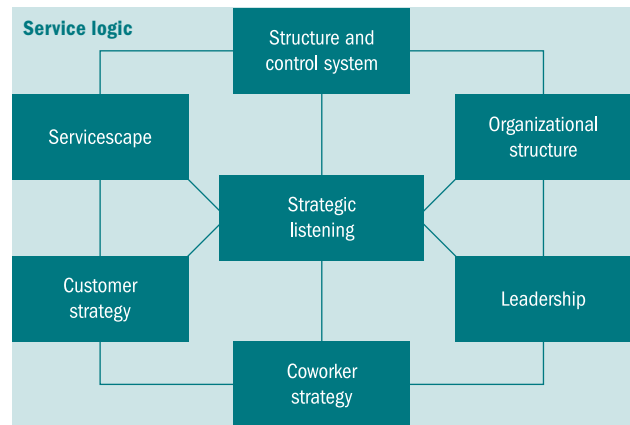 Service logic
Structure and
control system
Servicescape
Organizational
structure
Strategic
listening
Customer
strategy
Leadership
Coworker
strategy